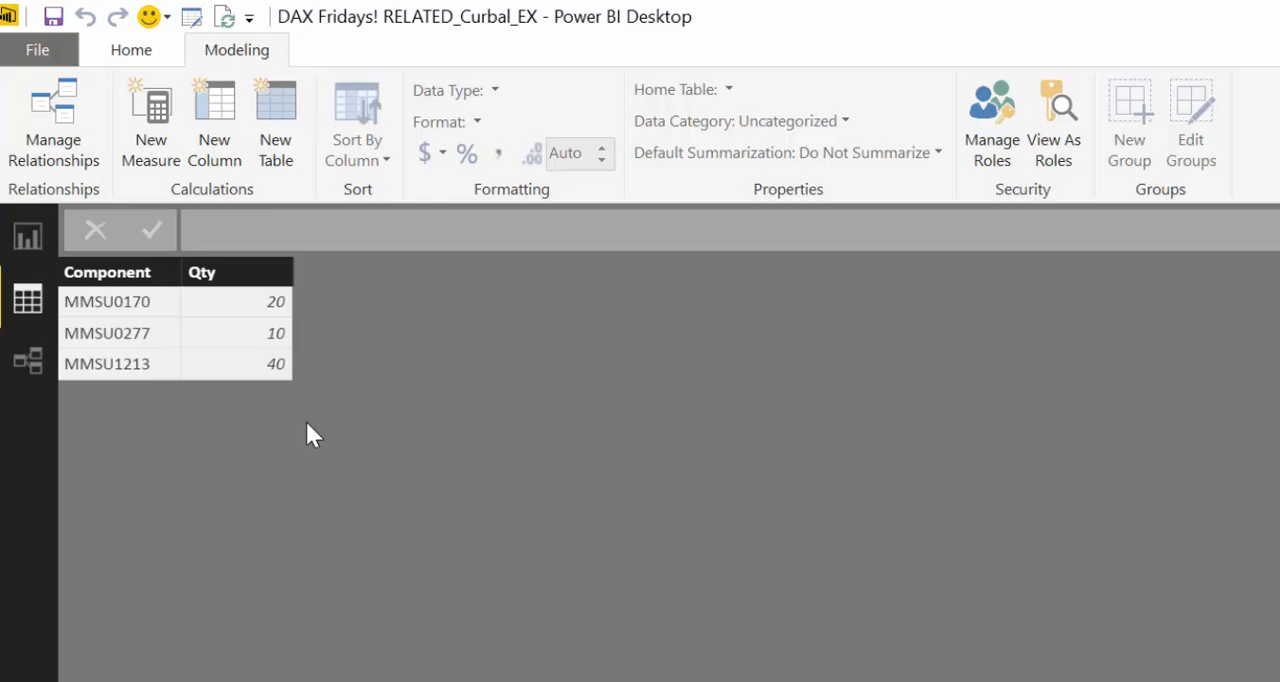 DAX Fridays! RELATED_Curbal_EX - Power BI Desktop
File Home Modeling
Manage Relationships
New Measure
New Column
New Table
Sort By Column
Data Type:
Format:
$ % , .00 Auto
Home Table:
Data Category: Uncategorized
Default Summarization: Do Not Summarize
Manage Roles
View As Roles
New Group
Edit Groups
Relationships Calculations Sort Formatting Properties Security Groups
Component Qty
MMSU0170 20
MMSU0277 10
MMSU1213 40